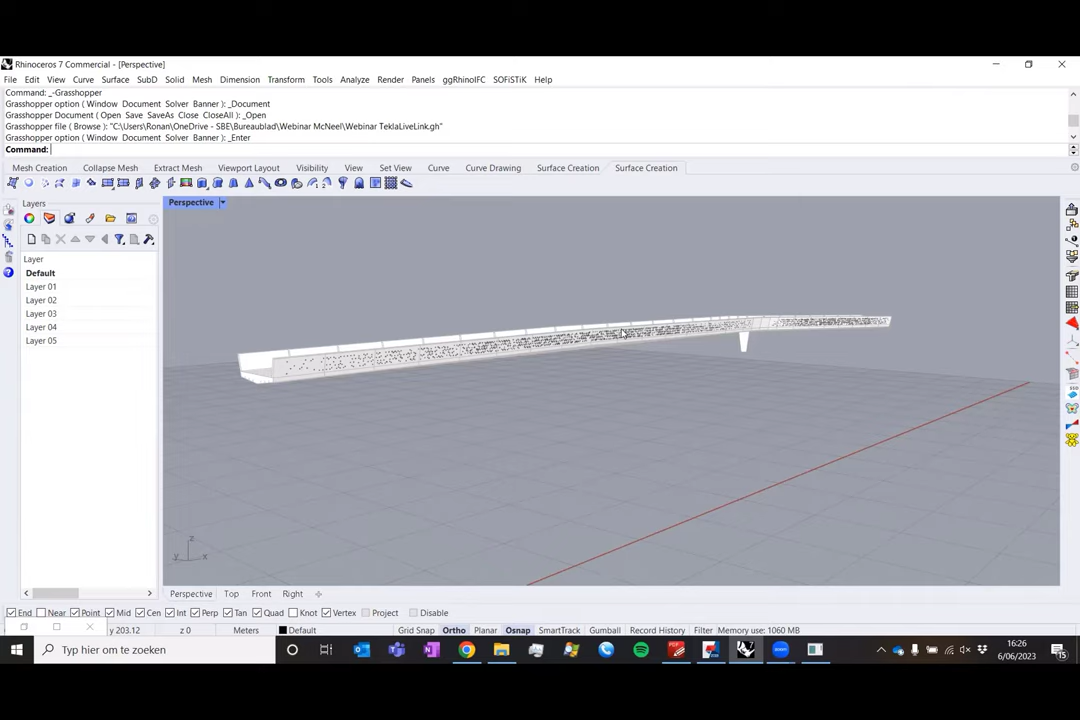 Rhinoceros 7 Commercial - [Perspective]
File Edit View Curve Surface SubD Solid Mesh Dimension Transform Tools Analyze Render Panels ggRhinoIFC SOFiSTiK Help
Command: _-Grasshopper
Grasshopper option ( Window Document Solver Banner ): _Document
Grasshopper Document ( Open Save SaveAs Close CloseAll ): _Open
Grasshopper file ( Browse ): "C:\Users\Ronan\OneDrive - SBE\Bureaublad\Webinar McNeel\Webinar TeklaLiveLink.gh"
Grasshopper option ( Window Document Solver Banner ): _Enter
Command:
Mesh Creation Collapse Mesh Extract Mesh Viewport Layout Visibility View Set View Curve Curve Drawing Surface Creation Surface Creation
Layers
Perspective
Layer
Default
Layer 01
Layer 02
Layer 03
Layer 04
Layer 05
z
y x
Perspective Top Front Right
End Near Point Mid Cen Int Perp Tan Quad Knot Vertex Project Disable
y 203.12 z 0 Meters Default Grid Snap Ortho Planar Osnap SmartTrack Gumball Record History Filter Memory use: 1060 MB
Typ hier om te zoeken
16:26
6/06/2023
15